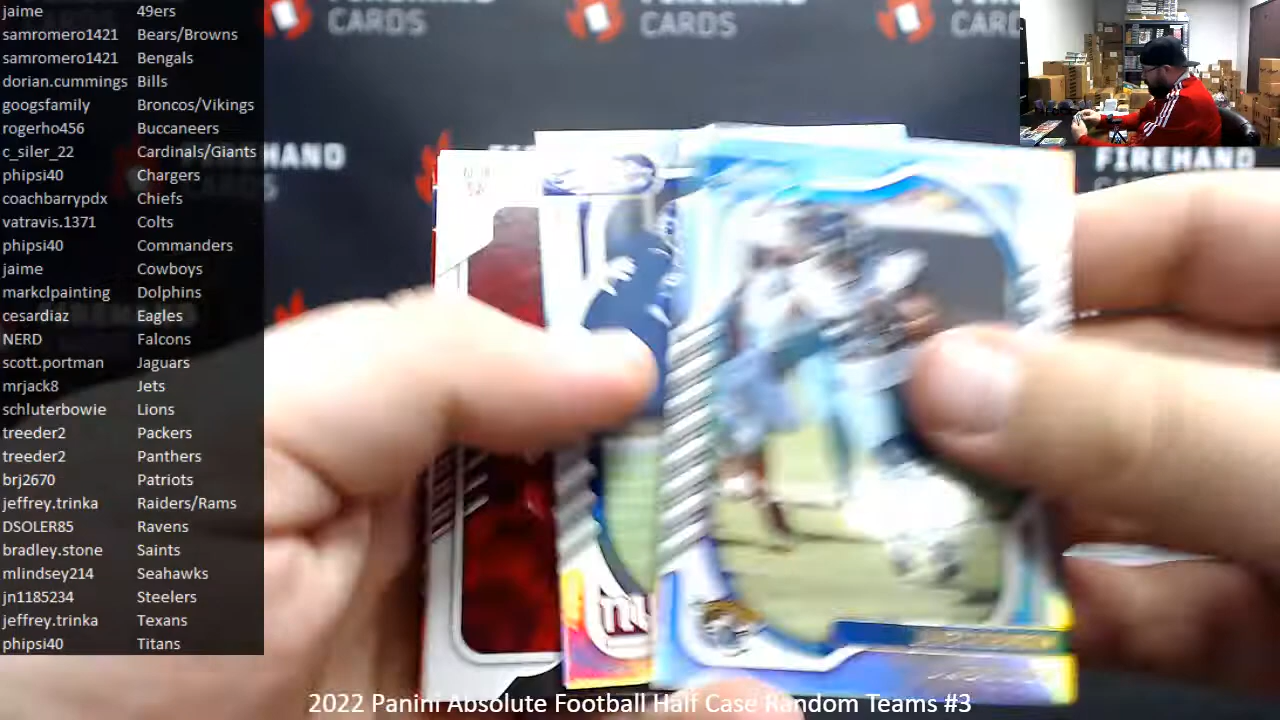 jaime 49ers
samromero1421 Bears/Browns
samromero1421 Bengals
dorian.cummings Bills
googsfamily Broncos/Vikings
rogerho456 Buccaneers
c_siler_22 Cardinals/Giants
phipsi40 Chargers
coachbarrypdx Chiefs
vatravis.1371 Colts
phipsi40 Commanders
jaime Cowboys
markclpainting Dolphins
cesardiaz Eagles
NERD Falcons
scott.portman Jaguars
mrjack8 Jets
schluterbowie Lions
treeder2 Packers
treeder2 Panthers
brj2670 Patriots
jeffrey.trinka Raiders/Rams
DSOLER85 Ravens
bradley.stone Saints
mlindsey214 Seahawks
jn1185234 Steelers
jeffrey.trinka Texans
phipsi40 Titans
CARDS
CARDS
CARD
FIREHAND
2022 Panini Absolute Football Half Case Random Teams #3